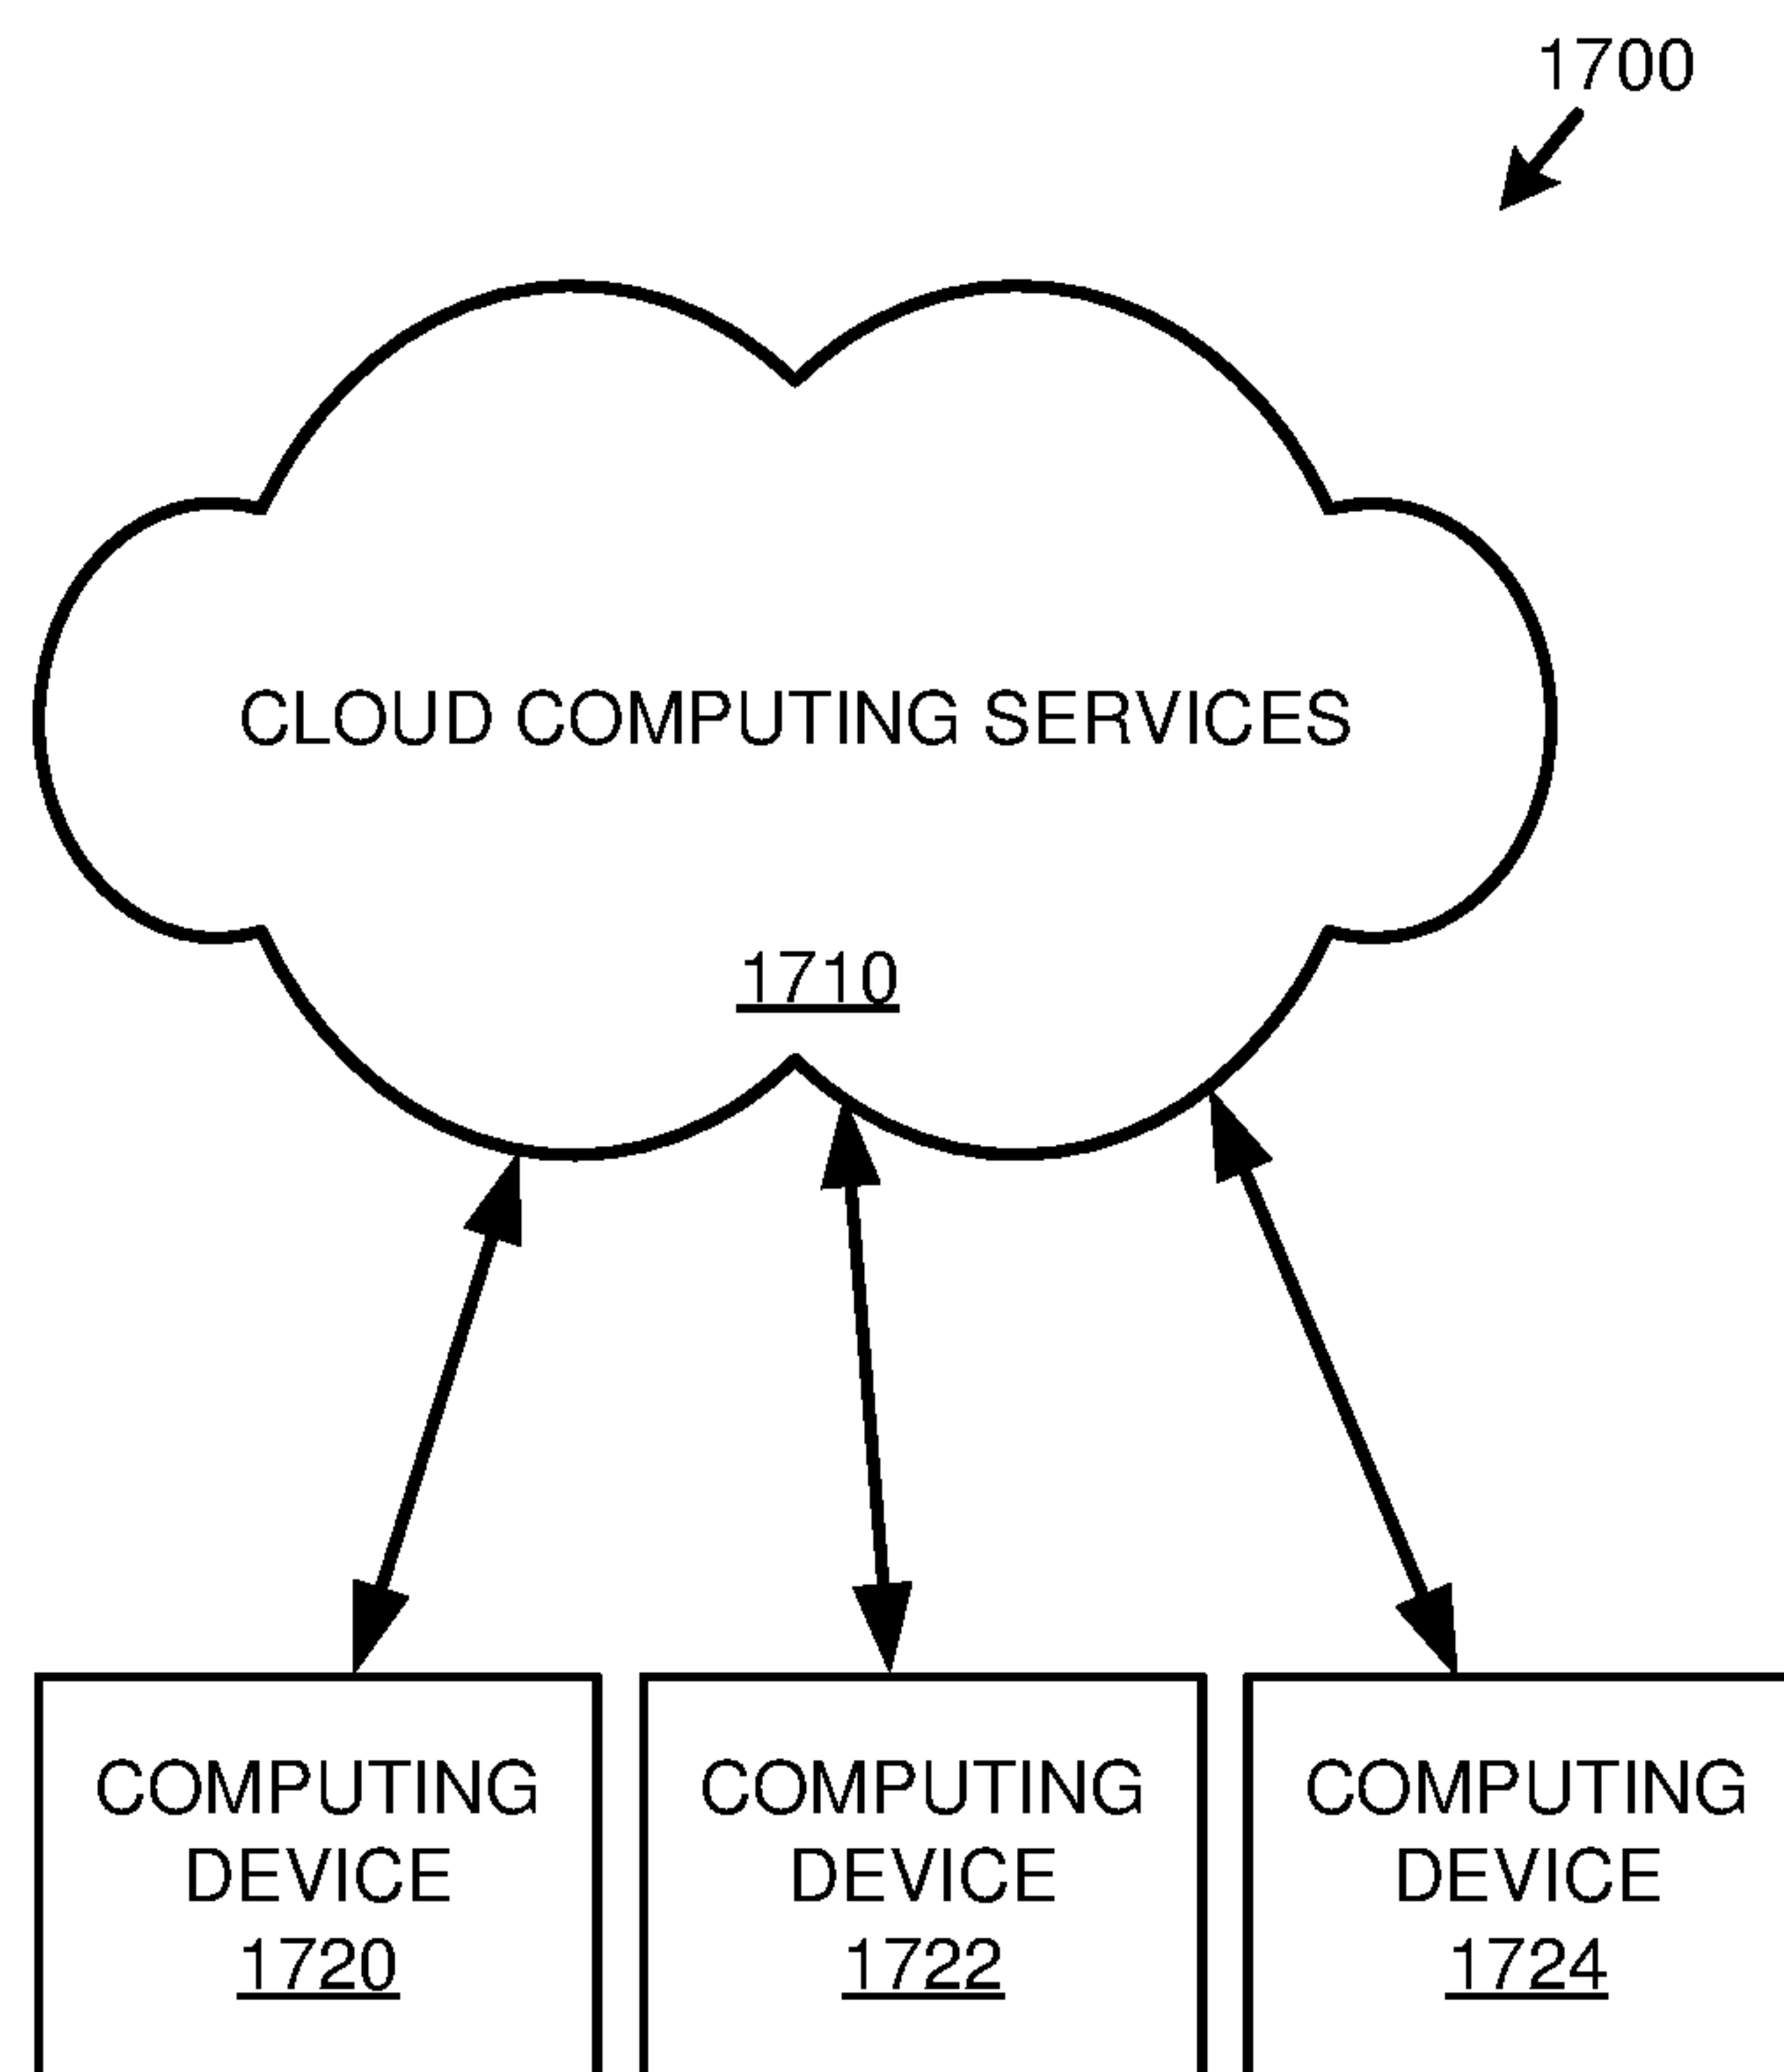 1700
CLOUD COMPUTING SERVICES
1710
COMPUTING
DEVICE
1720
COMPUTING
DEVICE
1722
COMPUTING
DEVICE
1724